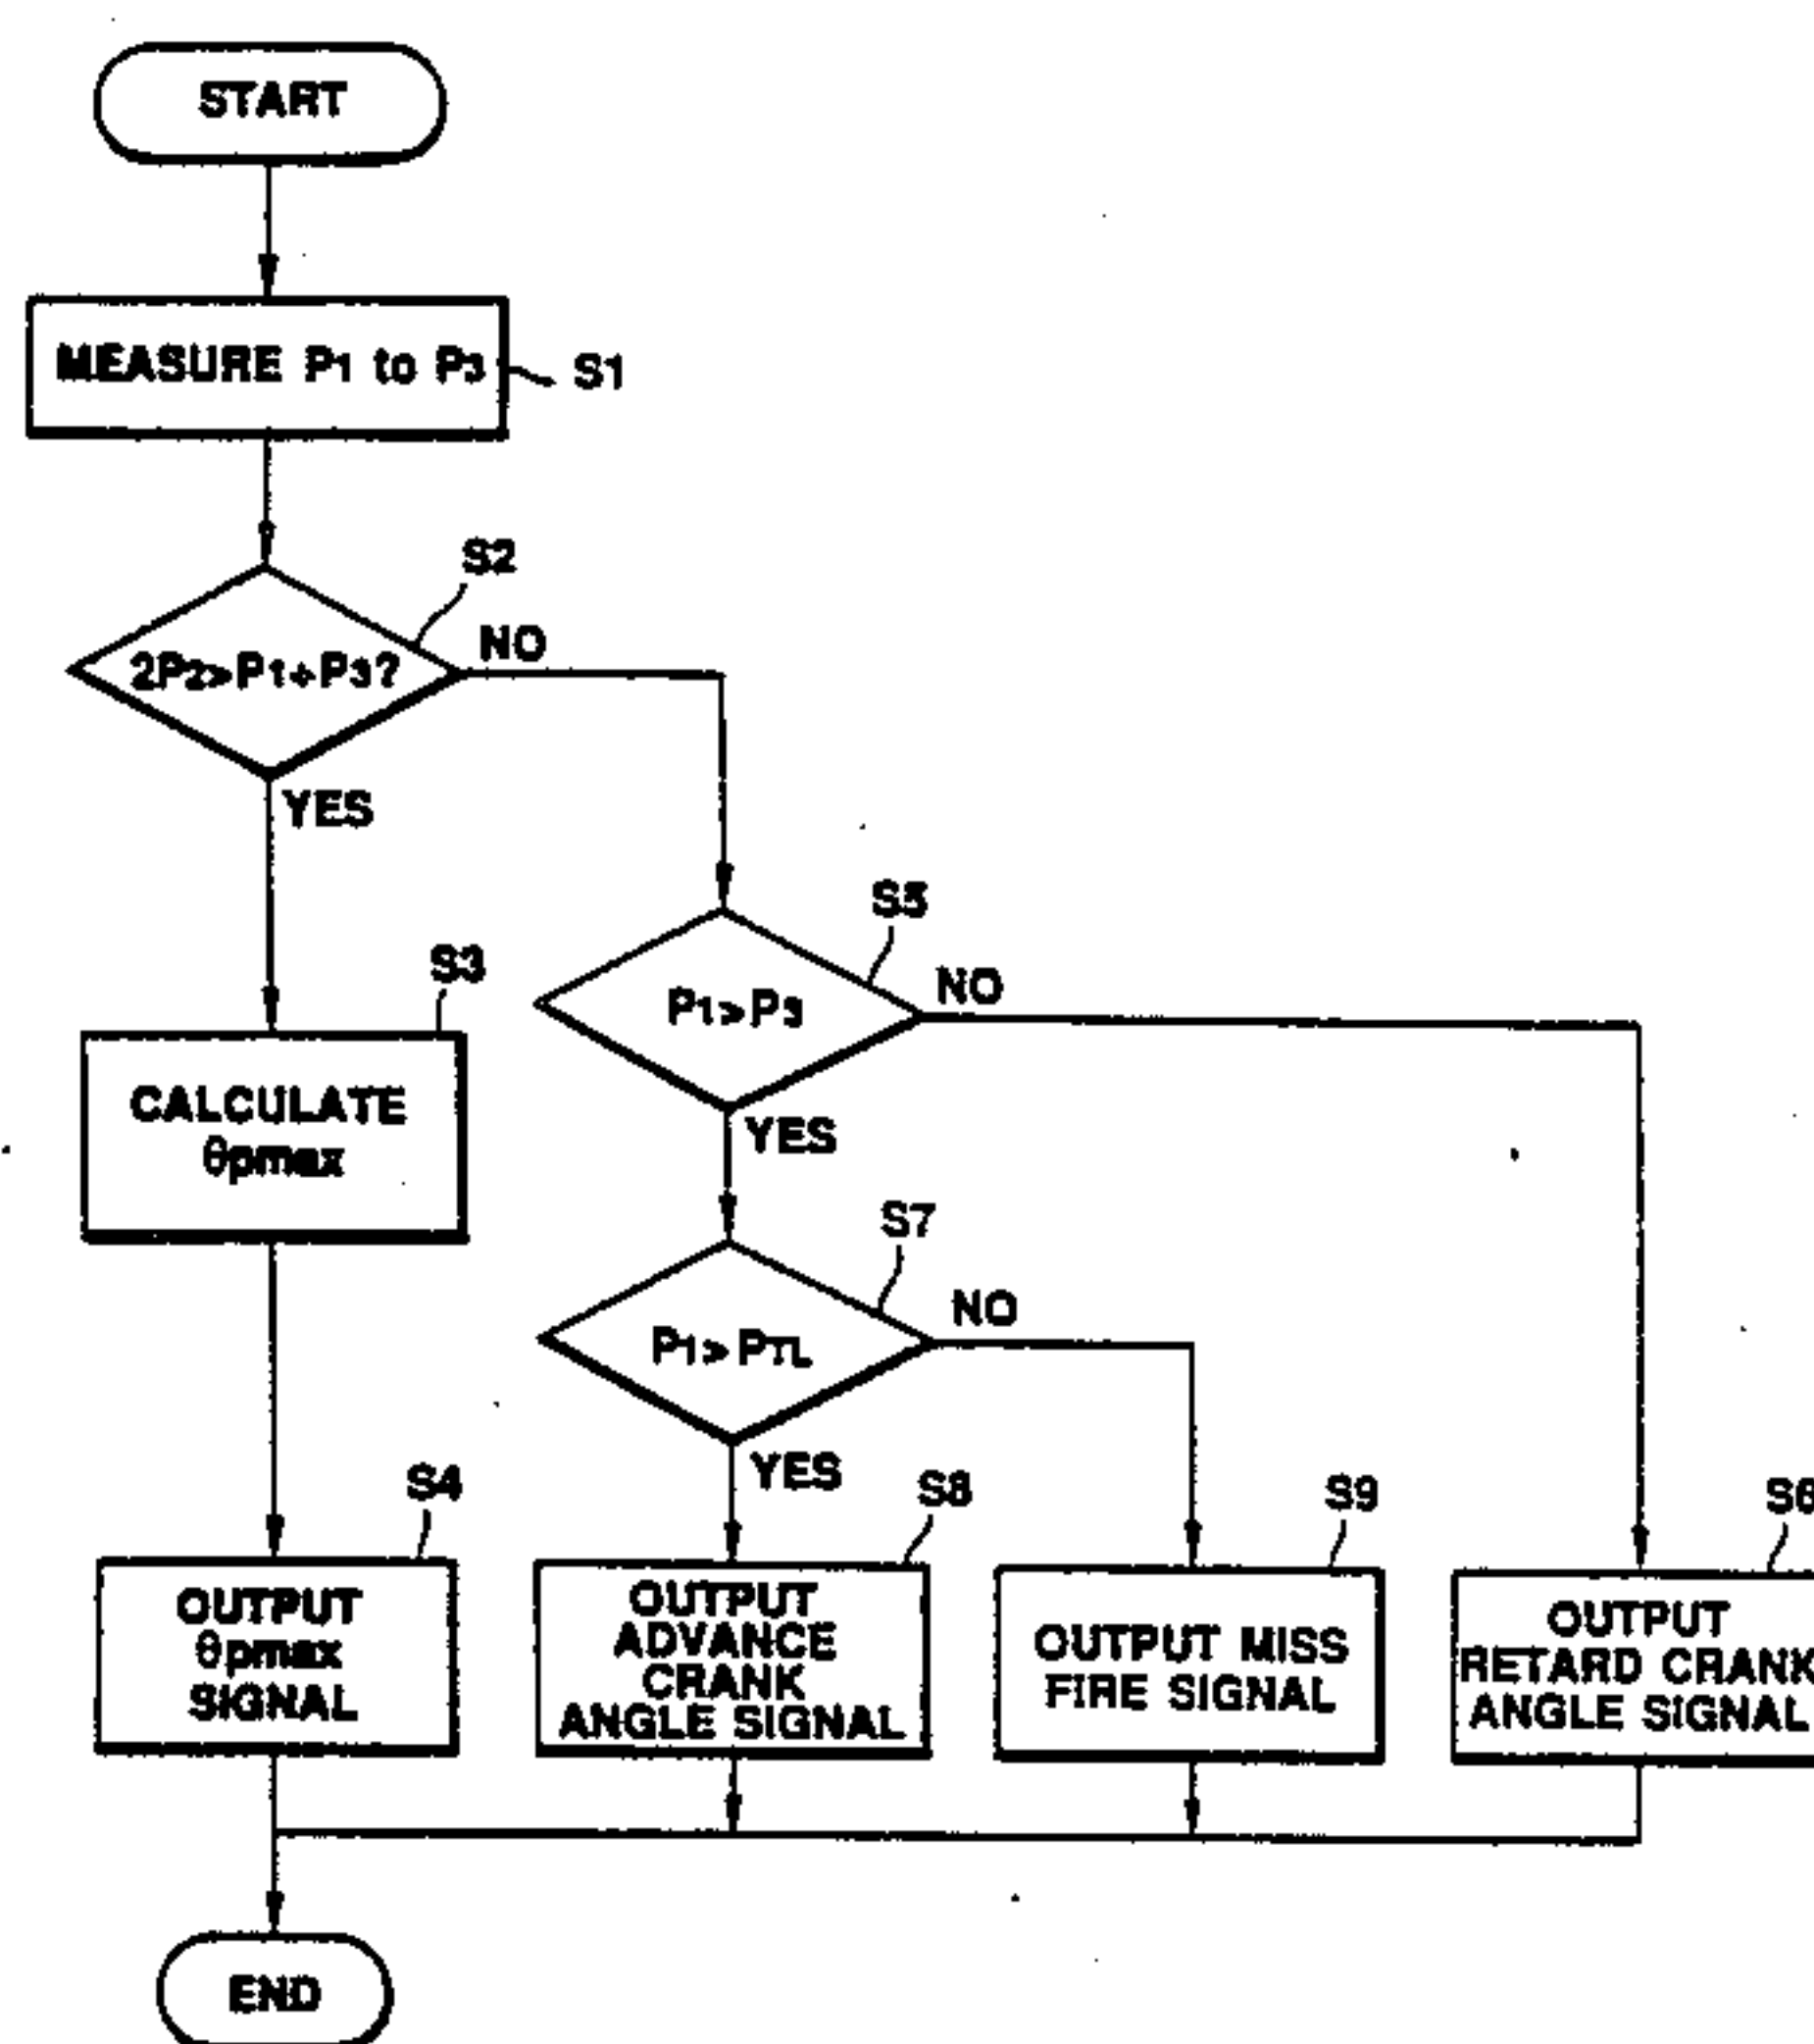 START
MEASURE P1 to P3
S1
S2
2P2>P1+P3?
NO
YES
S5
S3
P1>P3
NO
CALCULATE
θpmax
YES
S7
P1>PTL
NO
YES
S4
S8
S9
S6
OUTPUT
θpmax
SIGNAL
OUTPUT
ADVANCE
CRANK
ANGLE SIGNAL
OUTPUT MISS
FIRE SIGNAL
OUTPUT
RETARD CRANK
ANGLE SIGNAL
END